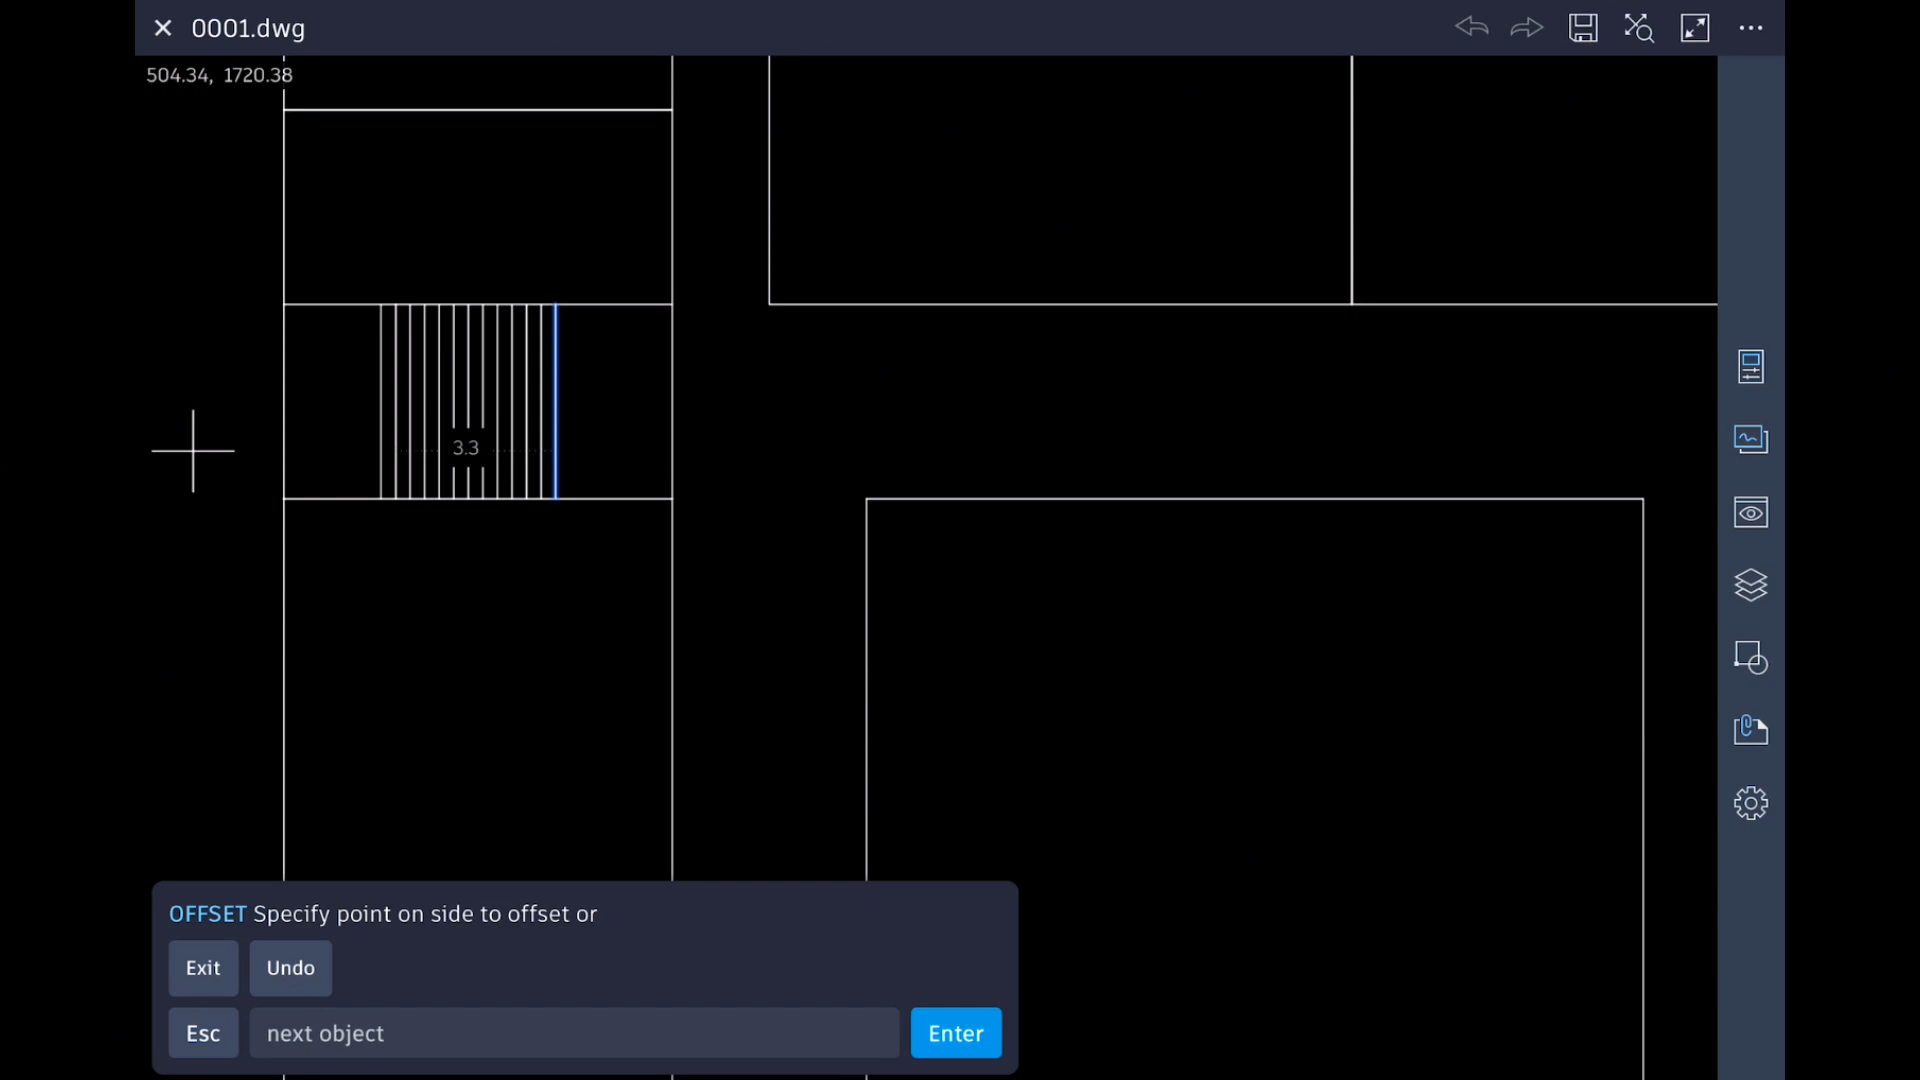 0001.dwg
504.34, 1720.38
3.3
OFFSET Specify point on side to offset or
Exit Undo
Esc next object Enter